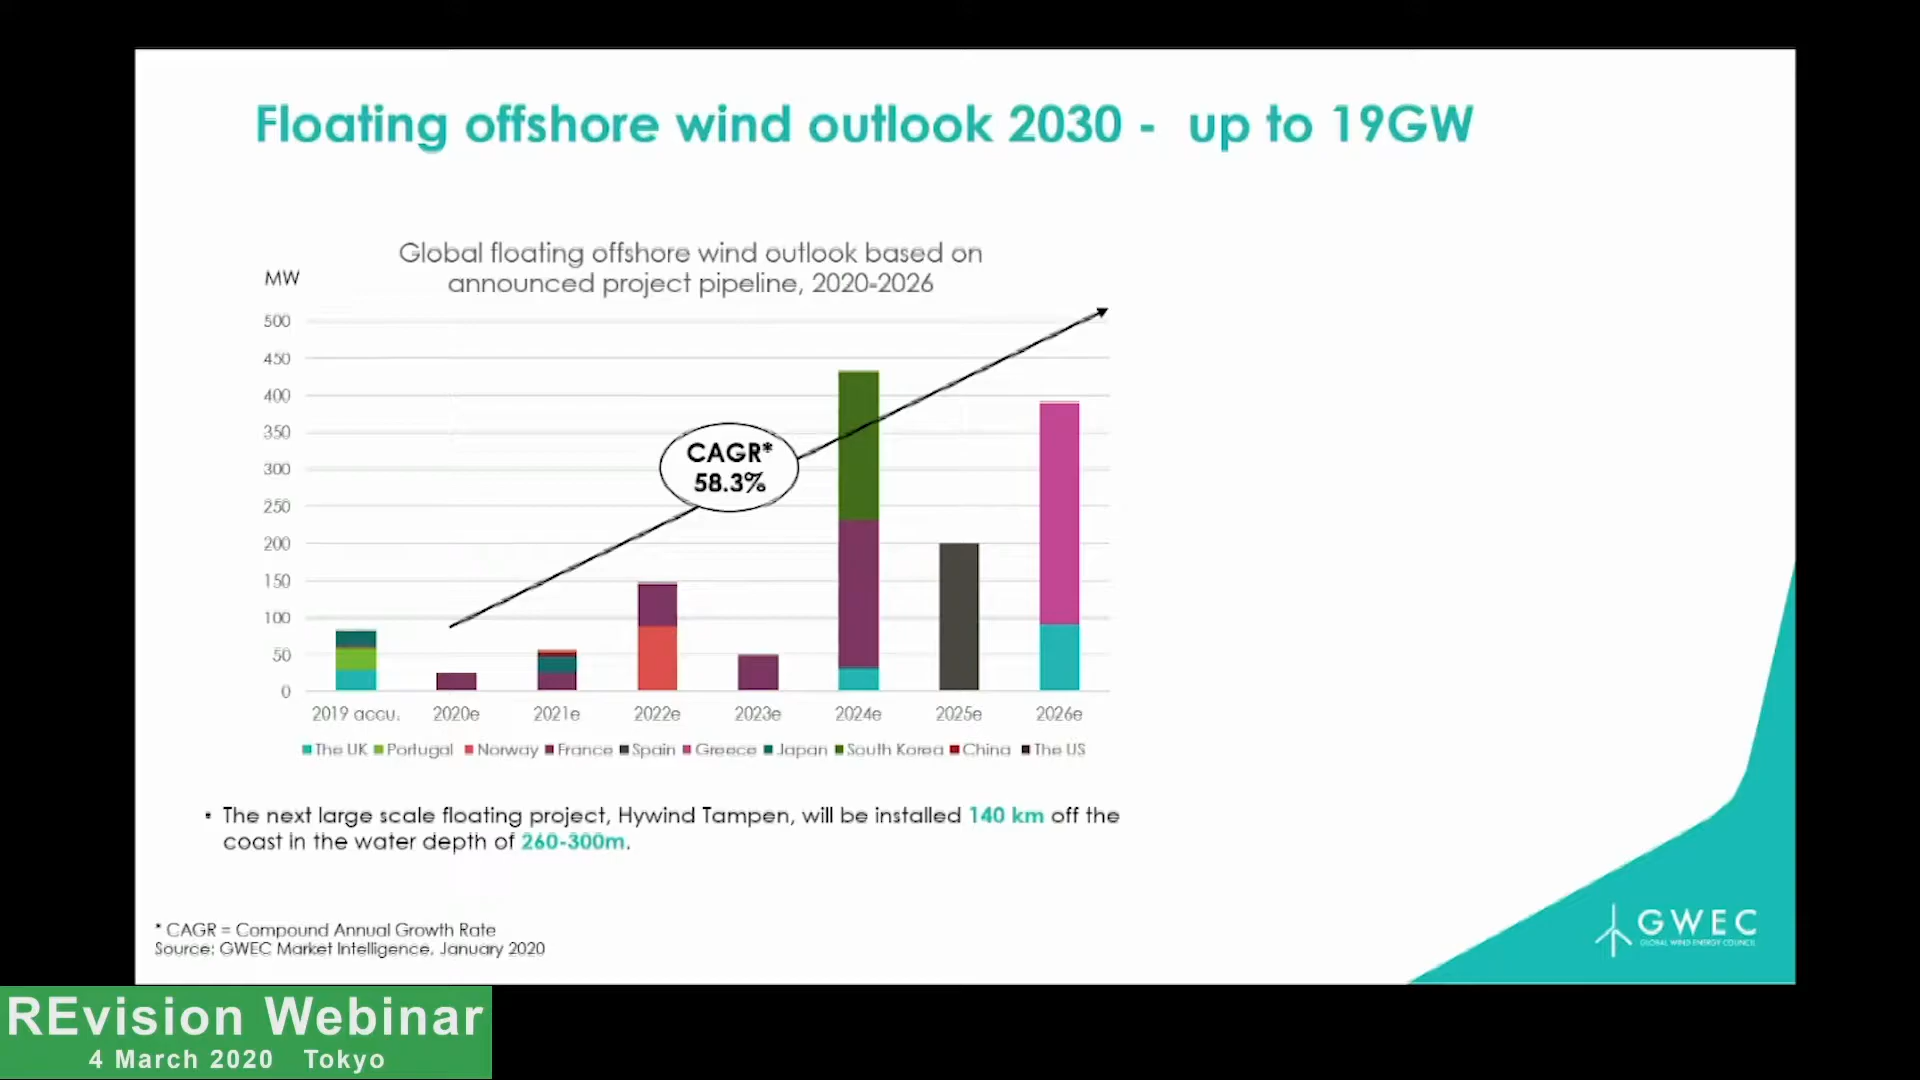 Floating offshore wind outlook 2030 - up to 19GW
Global floating offshore wind outlook based on
announced project pipeline, 2020-2026
MW
500
450
400
350
300
250
200
150
100
50
0
CAGR*
58.3%
2019 accu. 2020e 2021e 2022e 2023e 2024e 2025e 2026e
The UK Portugal Norway France Spain Greece Japan South Korea China The US
▪ The next large scale floating project, Hywind Tampen, will be installed 140 km off the
coast in the water depth of 260-300m.
* CAGR = Compound Annual Growth Rate
Source: GWEC Market Intelligence, January 2020
GWEC
GLOBAL WIND ENERGY COUNCIL
REvision Webinar
4 March 2020 Tokyo